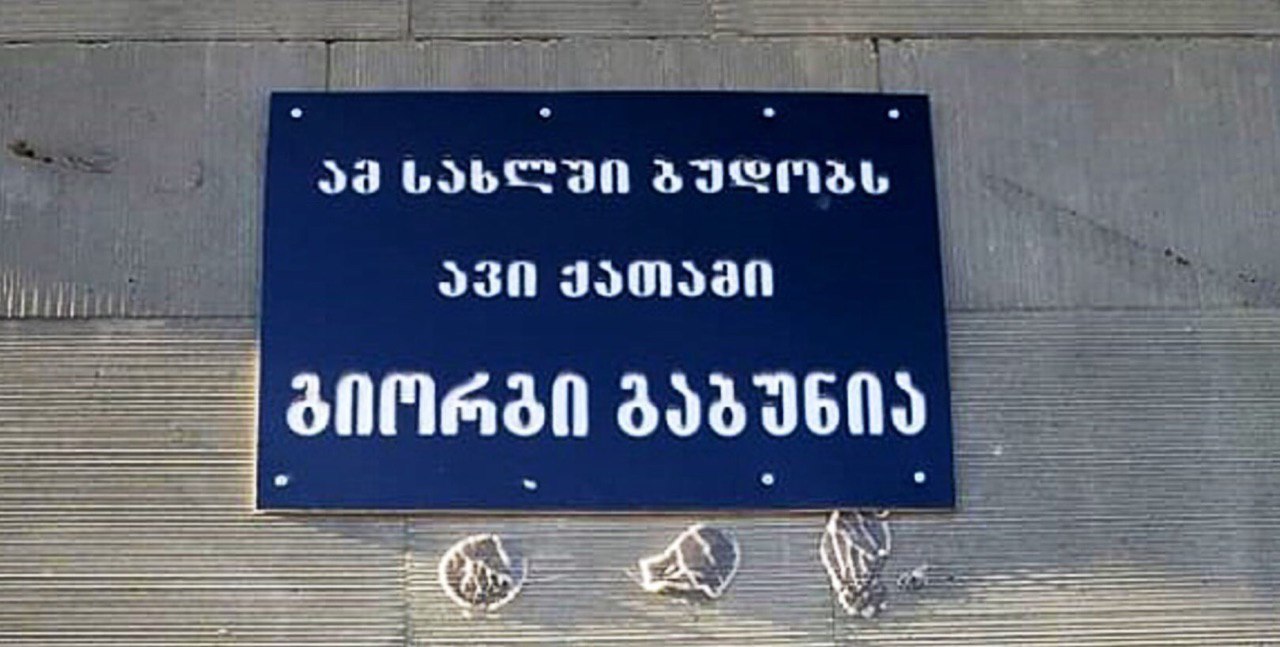 ამ სახლში ბუდობს
ავი ქათამი
გიორგი გაბუნია